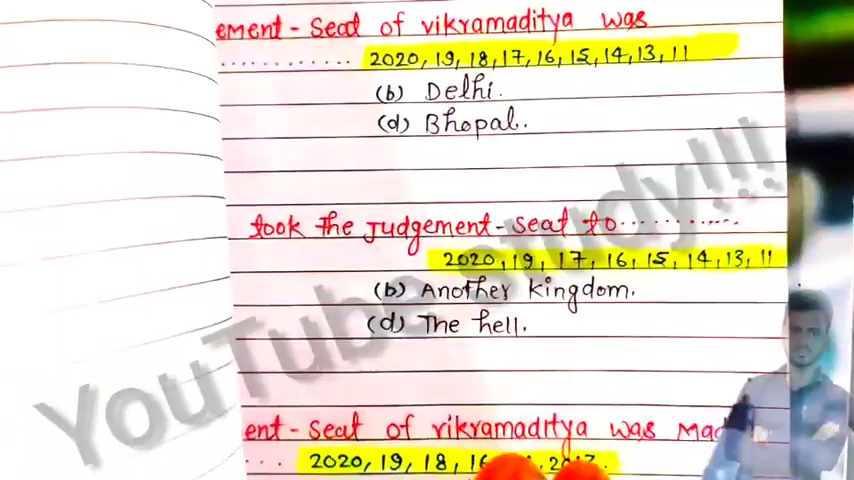 ement-Seat of vikramaditya was
............ 2020, 19, 18, 17, 16, 15, 14, 13, 11
(b) Delhi.
(d) Bhopal.
took the Judgement-Seat to...........
2020, 19, 17, 16, 15, 14, 13, 11
(b) Another kingdom.
(d) The hell.
ent-Seat of vikramaditya was
... 2020, 19, 18, 16
YouTube study!!!